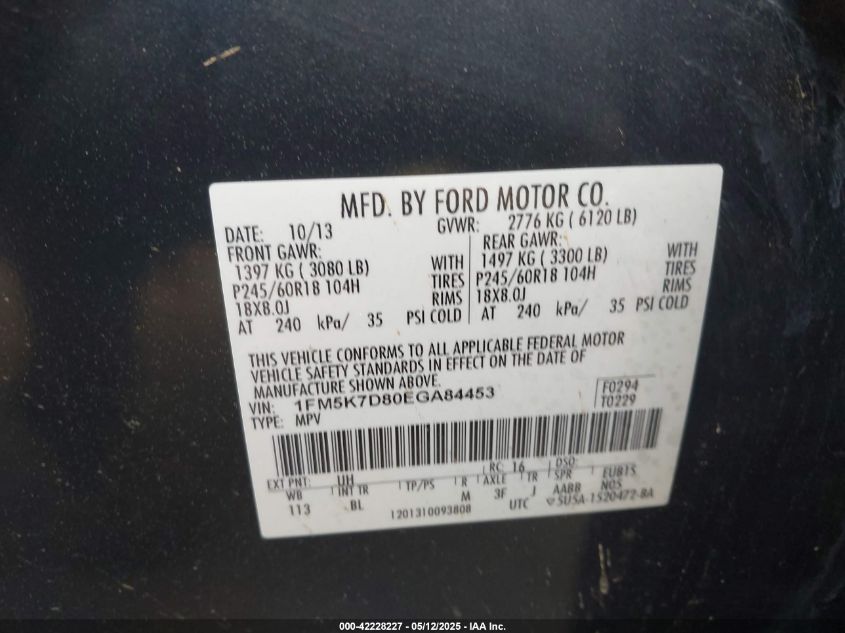 MFD. BY FORD MOTOR CO.
DATE: 10/13 GVWR: 2776 KG ( 6120 LB)
FRONT GAWR: REAR GAWR:
1397 KG ( 3080 LB) WITH 1497 KG ( 3300 LB) WITH
P245/60R18 104H TIRES P245/60R18 104H TIRES
18X8.0J RIMS 18X8.0J RIMS
AT 240 kPa/ 35 PSI COLD AT 240 kPa/ 35 PSI COLD
THIS VEHICLE CONFORMS TO ALL APPLICABLE FEDERAL MOTOR
VEHICLE SAFETY STANDARDS IN EFFECT ON THE DATE OF
MANUFACTURE SHOWN ABOVE.
VIN: 1FM5K7D80EGA84453 F0294
TYPE: MPV T0229
EXT PNT: UH RC: 16 DSO:
WB INT TR TP/PS R AXLE TR SPR EUB15
113 BL M 3F J AABB NOS
1201310093808 UTC 5U5A-1520472-BA
000-42228227 - 05/12/2025 - IAA Inc.